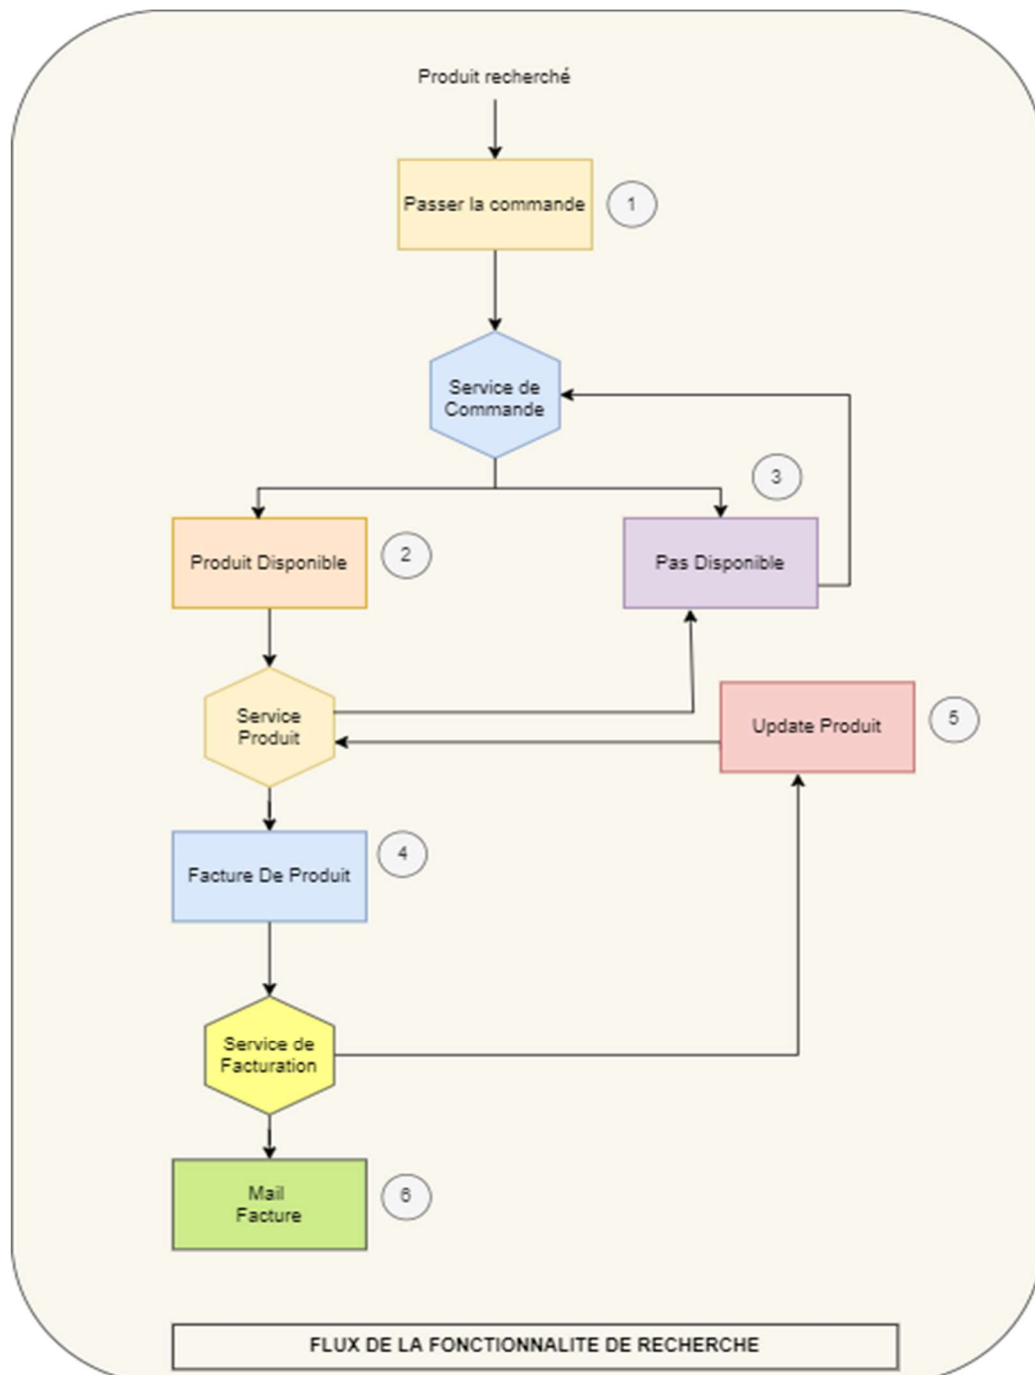 Produit recherché
Passer la commande
1
Service de
Commande
3
Produit Disponible
2
Pas Disponible
Service
Produit
Update Produit
5
Facture De Produit
4
Service de
Facturation
Mail
Facture
6
FLUX DE LA FONCTIONNALITE DE RECHERCHE